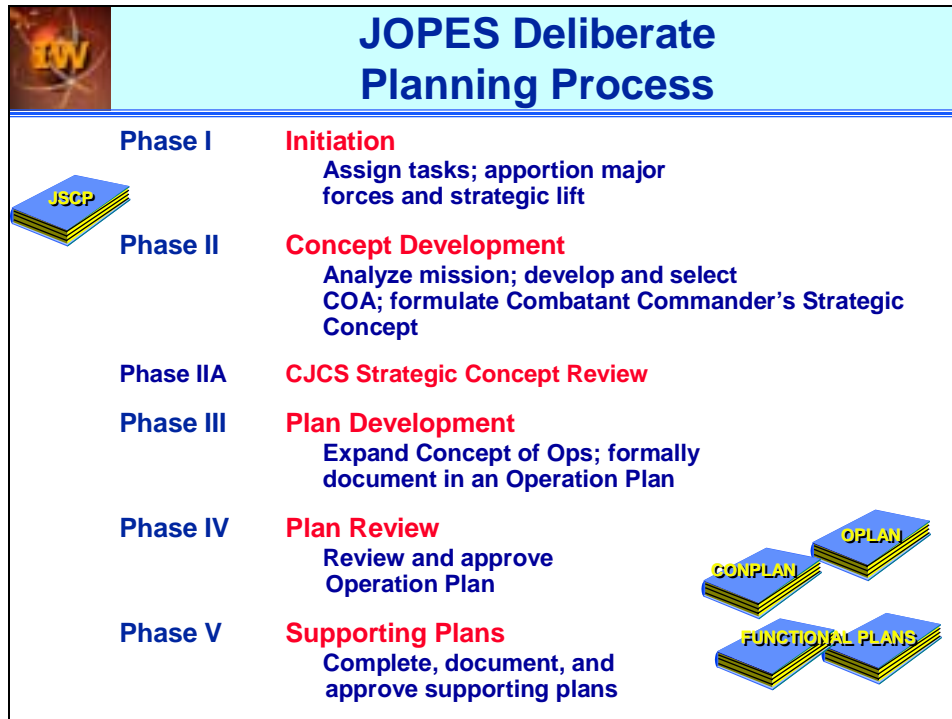 IW
JOPES Deliberate
Planning Process
Phase I Initiation
Assign tasks; apportion major
forces and strategic lift
JSCP
Phase II Concept Development
Analyze mission; develop and select
COA; formulate Combatant Commander’s Strategic
Concept
Phase IIA CJCS Strategic Concept Review
Phase III Plan Development
Expand Concept of Ops; formally
document in an Operation Plan
Phase IV Plan Review
Review and approve
Operation Plan
OPLAN
CONPLAN
Phase V Supporting Plans
Complete, document, and
approve supporting plans
FUNCTIONAL PLANS